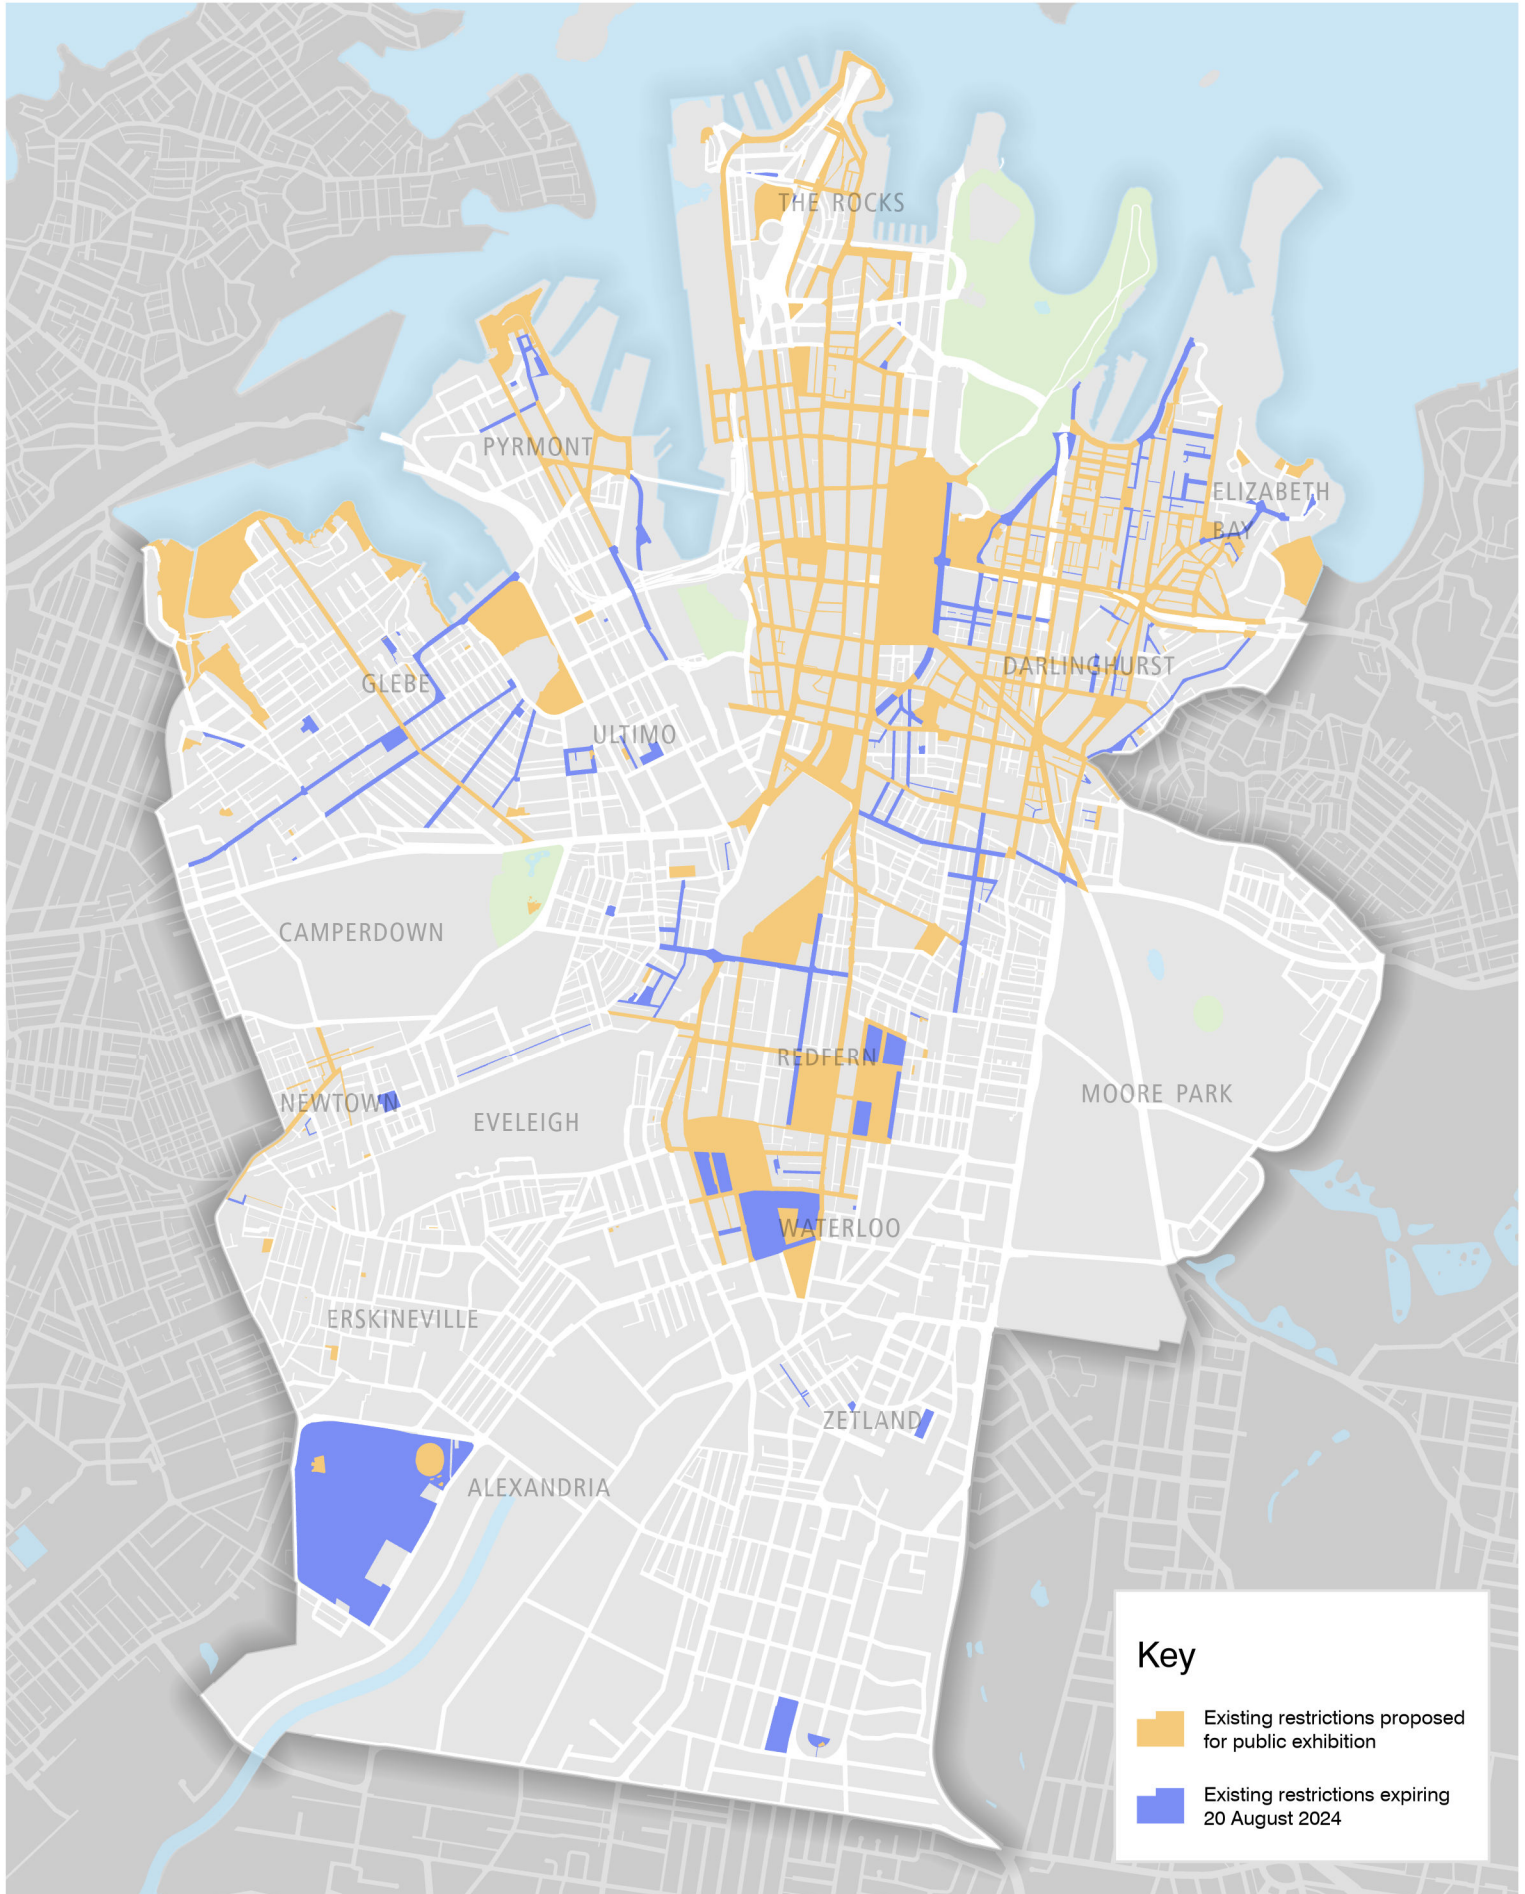 THE ROCKS
PYRMONT
ELIZABETH
BAY
DARLINGHURST
GLEBE
ULTIMO
CAMPERDOWN
REDFERN
MOORE PARK
NEWTOWN
EVELEIGH
WATERLOO
ERSKINEVILLE
ZETLAND
ALEXANDRIA
Key
Existing restrictions proposed
for public exhibition
Existing restrictions expiring
20 August 2024